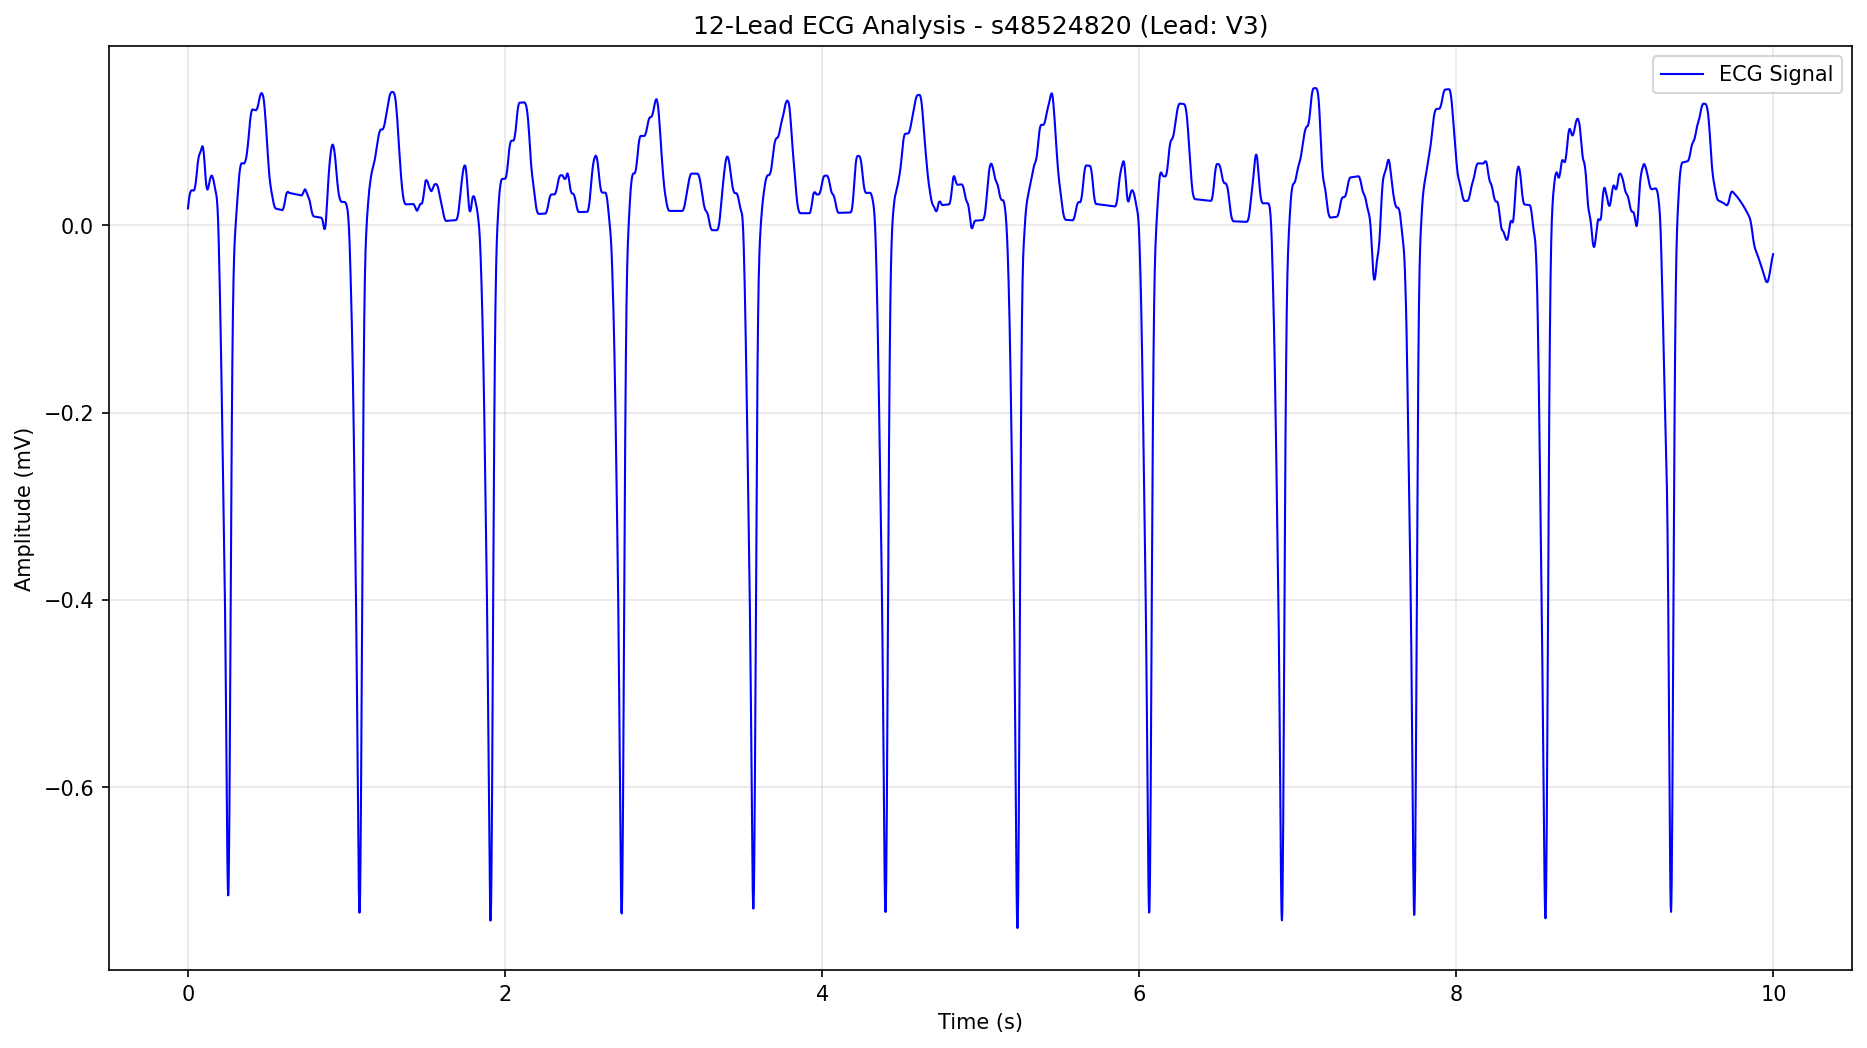 12-Lead ECG Analysis - s48524820 (Lead: V3)
ECG Signal
Amplitude (mV)
0.0
−0.2
−0.4
−0.6
0 2 4 6 8 10
Time (s)